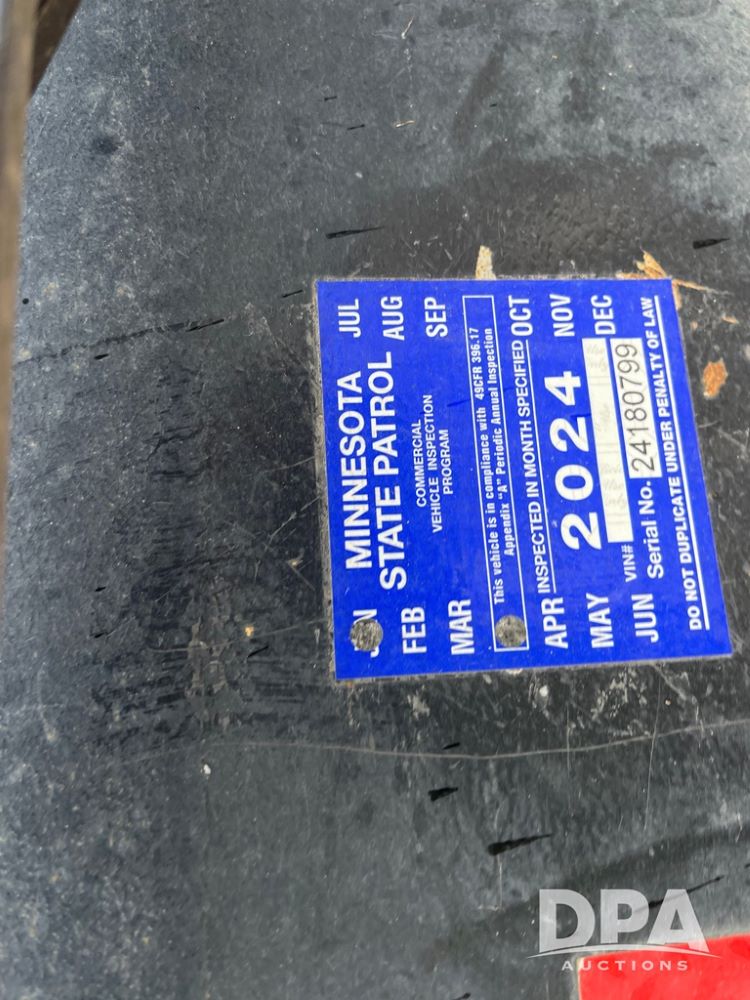 MINNESOTA
STATE PATROL
COMMERCIAL
VEHICLE INSPECTION
PROGRAM
This vehicle is in compliance with 49CFR 396.17
Appendix "A" Periodic Annual Inspection
INSPECTED IN MONTH SPECIFIED
2024
VIN#
Serial No. 24180799
DO NOT DUPLICATE UNDER PENALTY OF LAW
FEB
MAR
APR
MAY
JUN
JUL
AUG
SEP
OCT
NOV
DEC
DPA
AUCTIONS